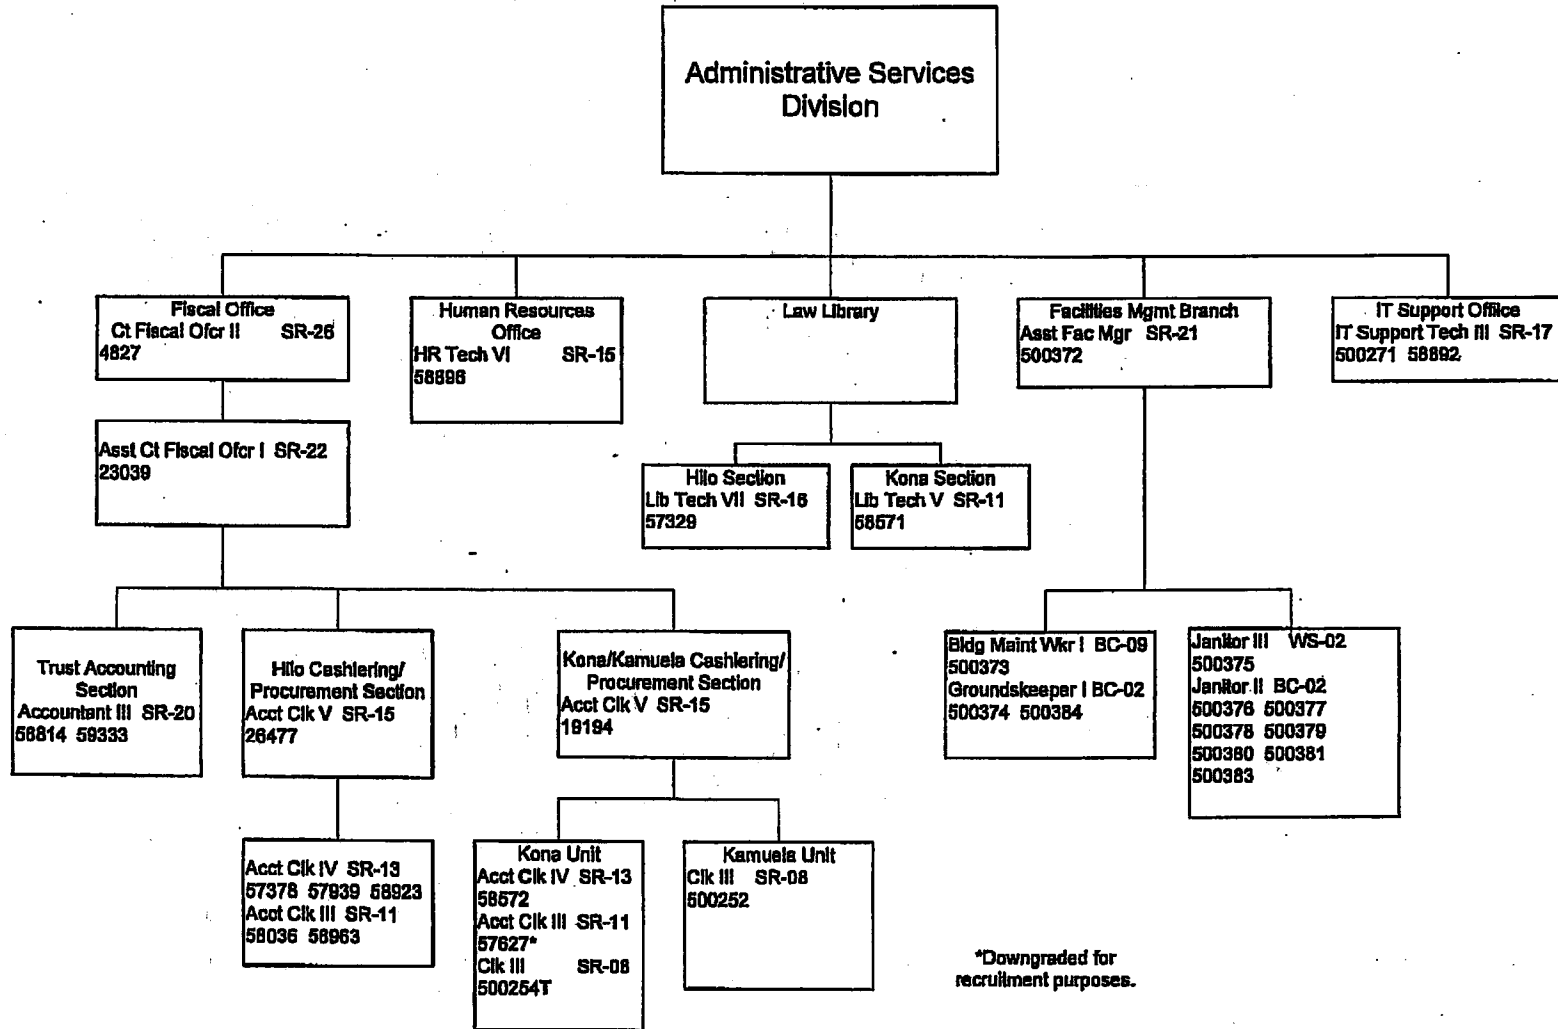 Administrative Services
Division
Fiscal Office
Ct Fiscal Ofcr II SR-26
4827
Human Resources
Office
HR Tech VI SR-15
58896
Law Library
Facilities Mgmt Branch
Asst Fac Mgr SR-21
500372
IT Support Office
IT Support Tech III SR-17
500271 58892
Asst Ct Fiscal Ofcr I SR-22
23039
Hilo Section
Lib Tech VII SR-16
57329
Kona Section
Lib Tech V SR-11
58571
Trust Accounting
Section
Accountant III SR-20
58814 59333
Hilo Cashiering/
Procurement Section
Acct Clk V SR-15
26477
Kona/Kamuela Cashiering/
Procurement Section
Acct Clk V SR-15
19194
Bldg Maint Wkr I BC-09
500373
Groundskeeper I BC-02
500374 500384
Janitor III WS-02
500375
Janitor II BC-02
500376 500377
500378 500379
500380 500381
500383
Acct Clk IV SR-13
57378 57939 58923
Acct Clk III SR-11
58036 58963
Kona Unit
Acct Clk IV SR-13
58572
Acct Clk III SR-11
57627*
Clk III SR-08
500254T
Kamuela Unit
Clk III SR-08
500252
*Downgraded for
recruitment purposes.